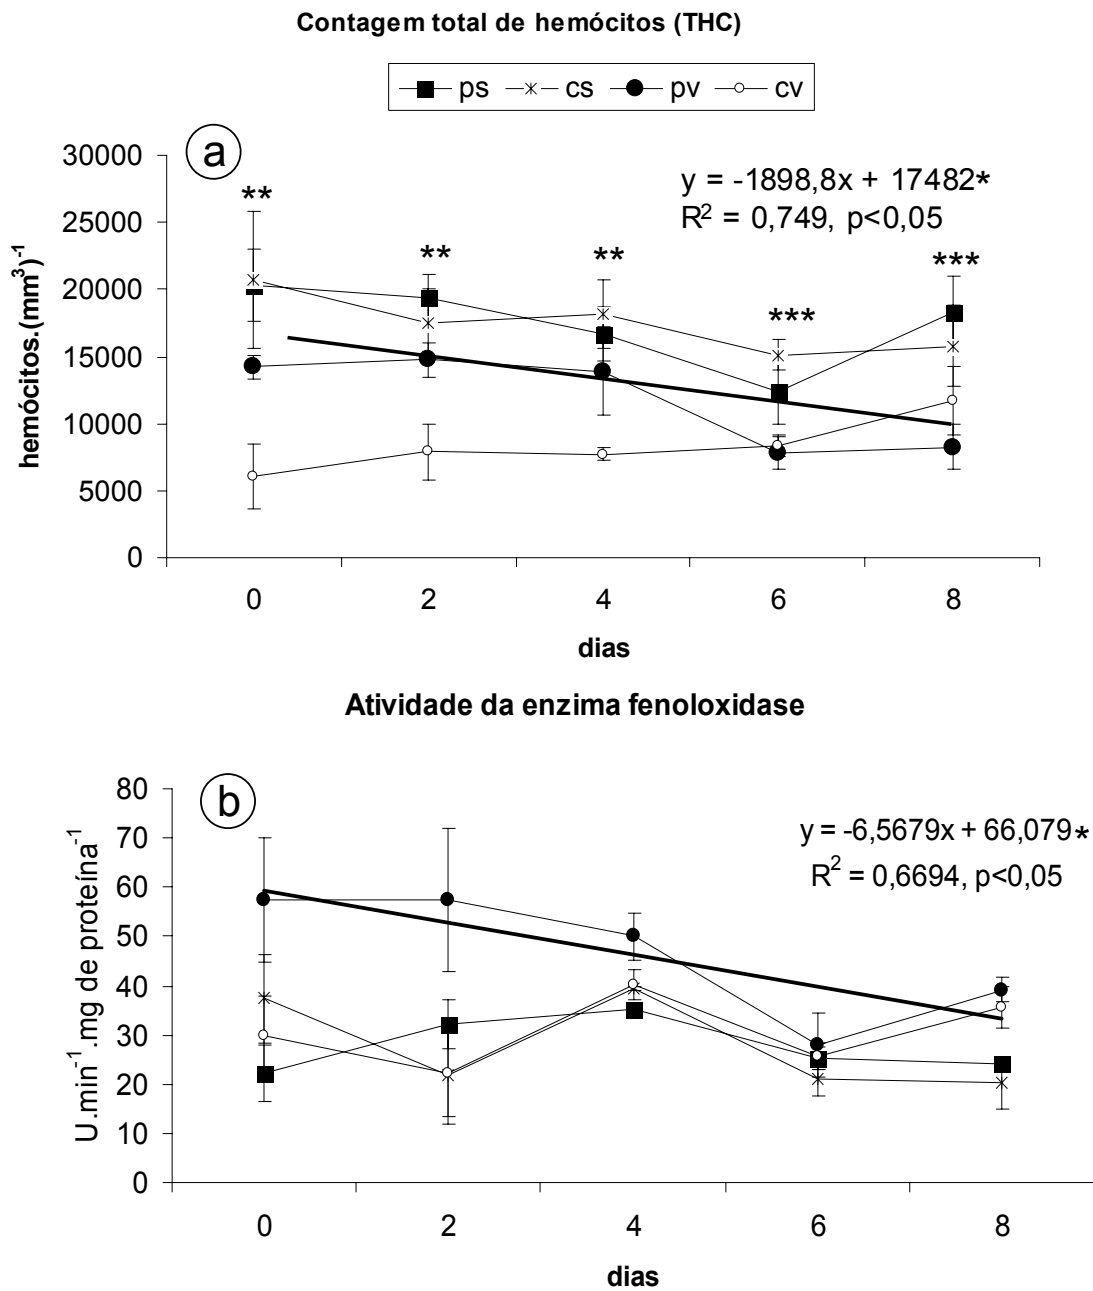 Contagem total de hemócitos (THC)
ps cs pv cv
a
y = -1898,8x + 17482*
R² = 0,749, p<0,05
** ** ** *** ***
hemócitos.(mm³)⁻¹
30000
25000
20000
15000
10000
5000
0
0 2 4 6 8
dias
Atividade da enzima fenoloxidase
b
y = -6,5679x + 66,079*
R² = 0,6694, p<0,05
U.min⁻¹.mg de proteína⁻¹
80
70
60
50
40
30
20
10
0
0 2 4 6 8
dias